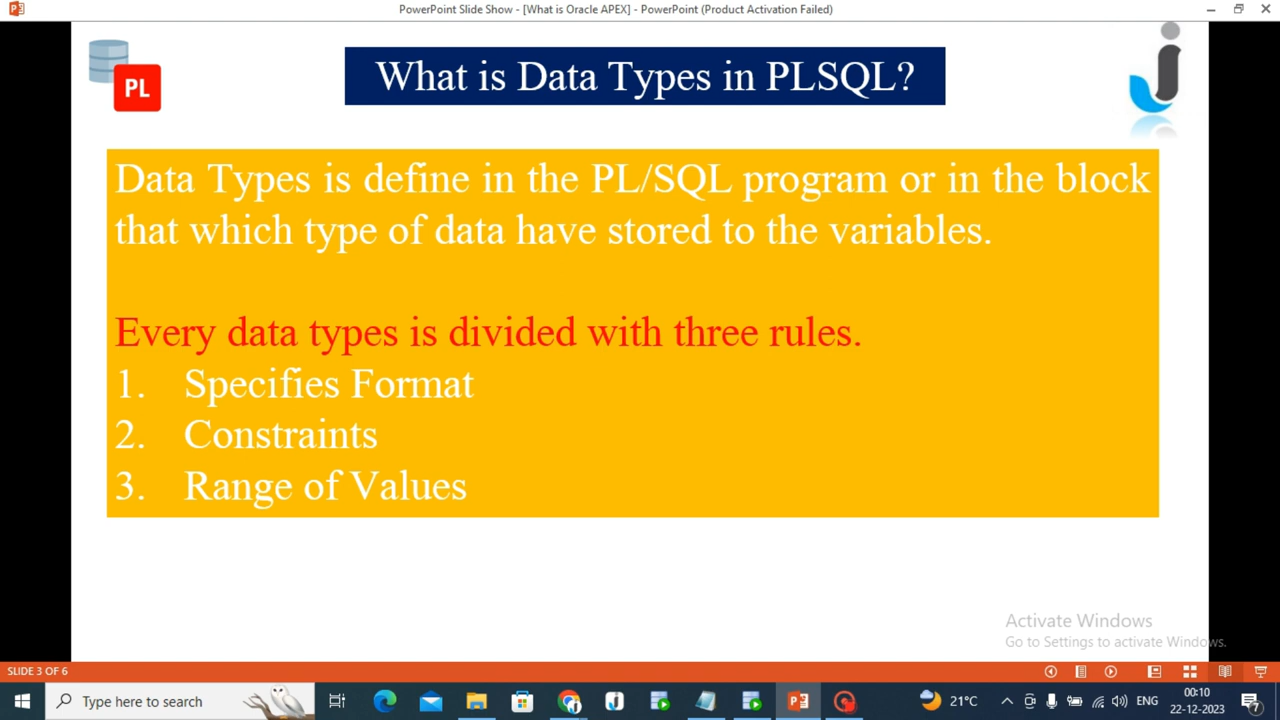 PowerPoint Slide Show - [What is Oracle APEX] - PowerPoint (Product Activation Failed)
PL
What is Data Types in PLSQL?
Data Types is define in the PL/SQL program or in the block
that which type of data have stored to the variables.
Every data types is divided with three rules.
1. Specifies Format
2. Constraints
3. Range of Values
Activate Windows
Go to Settings to activate Windows.
SLIDE 3 OF 6
Type here to search
21°C
ENG
00:10
22-12-2023
7